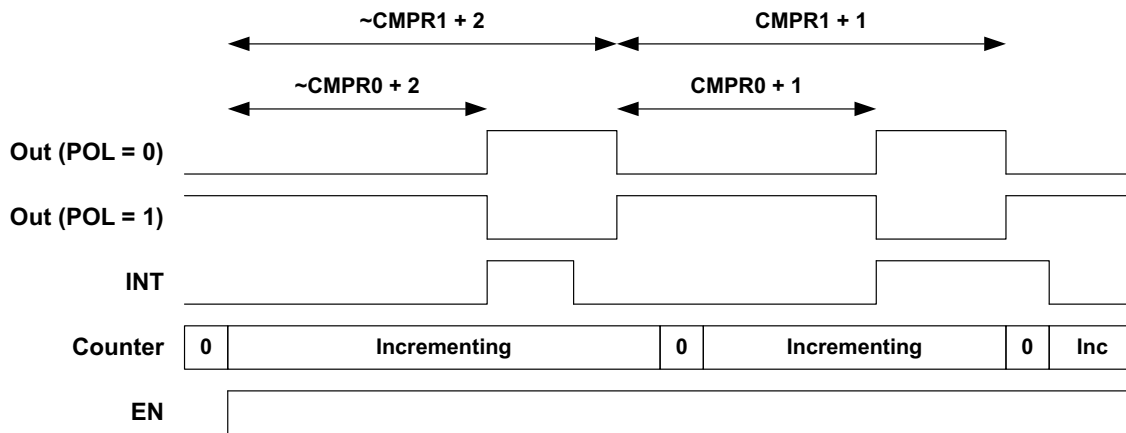 ~CMPR1 + 2 CMPR1 + 1
~CMPR0 + 2 CMPR0 + 1
Out (POL = 0)
Out (POL = 1)
INT
Counter 0 Incrementing 0 Incrementing 0 Inc
EN